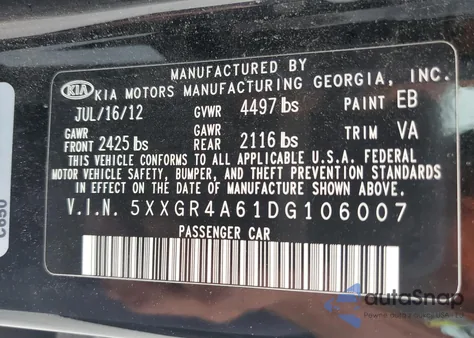 MANUFACTURED BY
KIA KIA MOTORS MANUFACTURING GEORGIA, INC.
JUL/16/12 GVWR 4497 lbs PAINT EB
GAWR FRONT 2425 lbs GAWR REAR 2116 lbs TRIM VA
THIS VEHICLE CONFORMS TO ALL APPLICABLE U.S.A. FEDERAL
MOTOR VEHICLE SAFETY, BUMPER, AND THEFT PREVENTION STANDARDS
IN EFFECT ON THE DATE OF MANUFACTURE SHOWN ABOVE.
V.I.N. 5XXGR4A61DG106007
PASSENGER CAR
C650
autoSnap